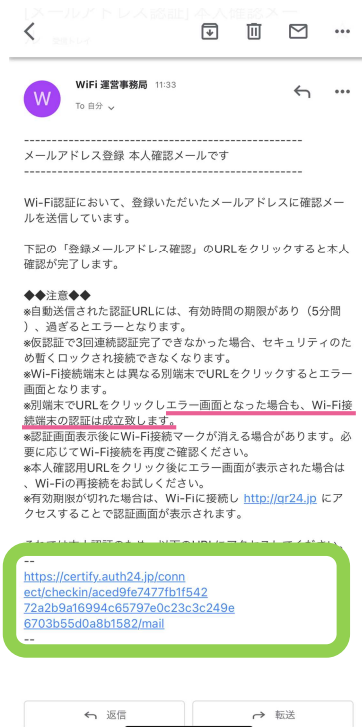 [メールアドレス認証] 本人確認メー
W
WiFi 運営事務局 11:33
To 自分
------------------------------------------------
メールアドレス登録 本人確認メールです
------------------------------------------------
Wi-Fi認証において、登録いただいたメールアドレスに確認メー
ルを送信しています。
下記の「登録メールアドレス確認」のURLをクリックすると本人
確認が完了します。
◆◆注意◆◆
※自動送信された認証URLには、有効時間の期限があり（5分間
）、過ぎるとエラーとなります。
※仮認証で3回連続認証完了できなかった場合、セキュリティのた
め暫くロックされ接続できなくなります。
※Wi-Fi接続端末とは異なる別端末でURLをクリックするとエラー
画面となります。
※別端末でURLをクリックしエラー画面となった場合も、Wi-Fi接
続端末の認証は成立致します。
※認証画面表示後にWi-Fi接続マークが消える場合があります。必
要に応じてWi-Fi接続を再度ご確認ください。
※本人確認用URLをクリック後にエラー画面が表示された場合は
、Wi-Fiの再接続をお試しください。
※有効期限が切れた場合は、Wi-Fiに接続し http://qr24.jp にア
クセスすることで認証画面が表示されます。
--
https://certify.auth24.jp/conn
ect/checkin/aced9fe7477fb1f542
72a2b9a16994c65797e0c23c3c249e
6703b55d0a8b1582/mail
--
返信 転送